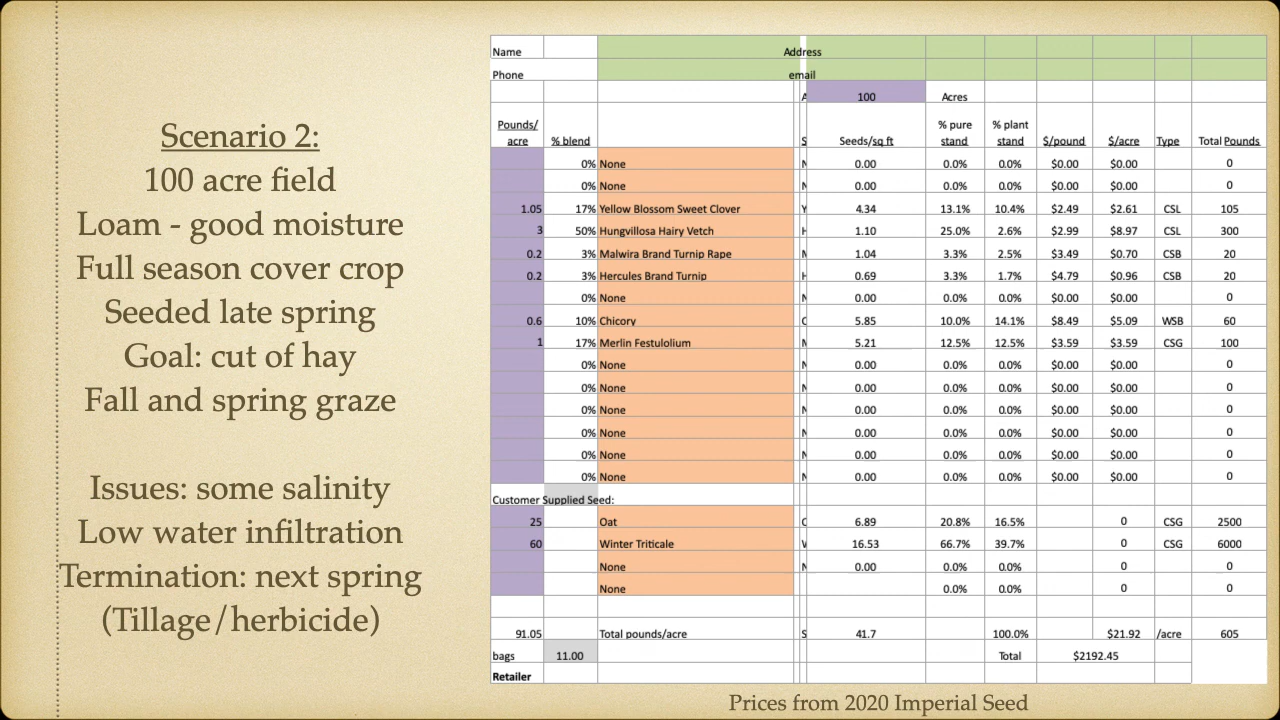 Scenario 2:
100 acre field
Loam - good moisture
Full season cover crop
Seeded late spring
Goal: cut of hay
Fall and spring graze
Issues: some salinity
Low water infiltration
Termination: next spring
(Tillage/herbicide)
Name Address
Phone email
A 100 Acres
Pounds/ acre % blend S Seeds/sq ft % pure stand % plant stand $/pound $/acre Type Total Pounds
0% None N 0.00 0.0% 0.0% $0.00 $0.00 0
0% None N 0.00 0.0% 0.0% $0.00 $0.00 0
1.05 17% Yellow Blossom Sweet Clover Y 4.34 13.1% 10.4% $2.49 $2.61 CSL 105
3 50% Hungvillosa Hairy Vetch H 1.10 25.0% 2.6% $2.99 $8.97 CSL 300
0.2 3% Malwira Brand Turnip Rape M 1.04 3.3% 2.5% $3.49 $0.70 CSB 20
0.2 3% Hercules Brand Turnip H 0.69 3.3% 1.7% $4.79 $0.96 CSB 20
0% None N 0.00 0.0% 0.0% $0.00 $0.00 0
0.6 10% Chicory C 5.85 10.0% 14.1% $8.49 $5.09 WSB 60
1 17% Merlin Festulolium M 5.21 12.5% 12.5% $3.59 $3.59 CSG 100
0% None N 0.00 0.0% 0.0% $0.00 $0.00 0
0% None N 0.00 0.0% 0.0% $0.00 $0.00 0
0% None N 0.00 0.0% 0.0% $0.00 $0.00 0
0% None N 0.00 0.0% 0.0% $0.00 $0.00 0
0% None N 0.00 0.0% 0.0% $0.00 $0.00 0
0% None N 0.00 0.0% 0.0% $0.00 $0.00 0
Customer Supplied Seed:
25 Oat 6.89 20.8% 16.5% 0 CSG 2500
60 Winter Triticale 16.53 66.7% 39.7% 0 CSG 6000
None N 0.00 0.0% 0.0% 0 0
None 0.0% 0.0% 0 0
91.05 Total pounds/acre S 41.7 100.0% $21.92 /acre 605
bags 11.00 Total $2192.45
Retailer
Prices from 2020 Imperial Seed